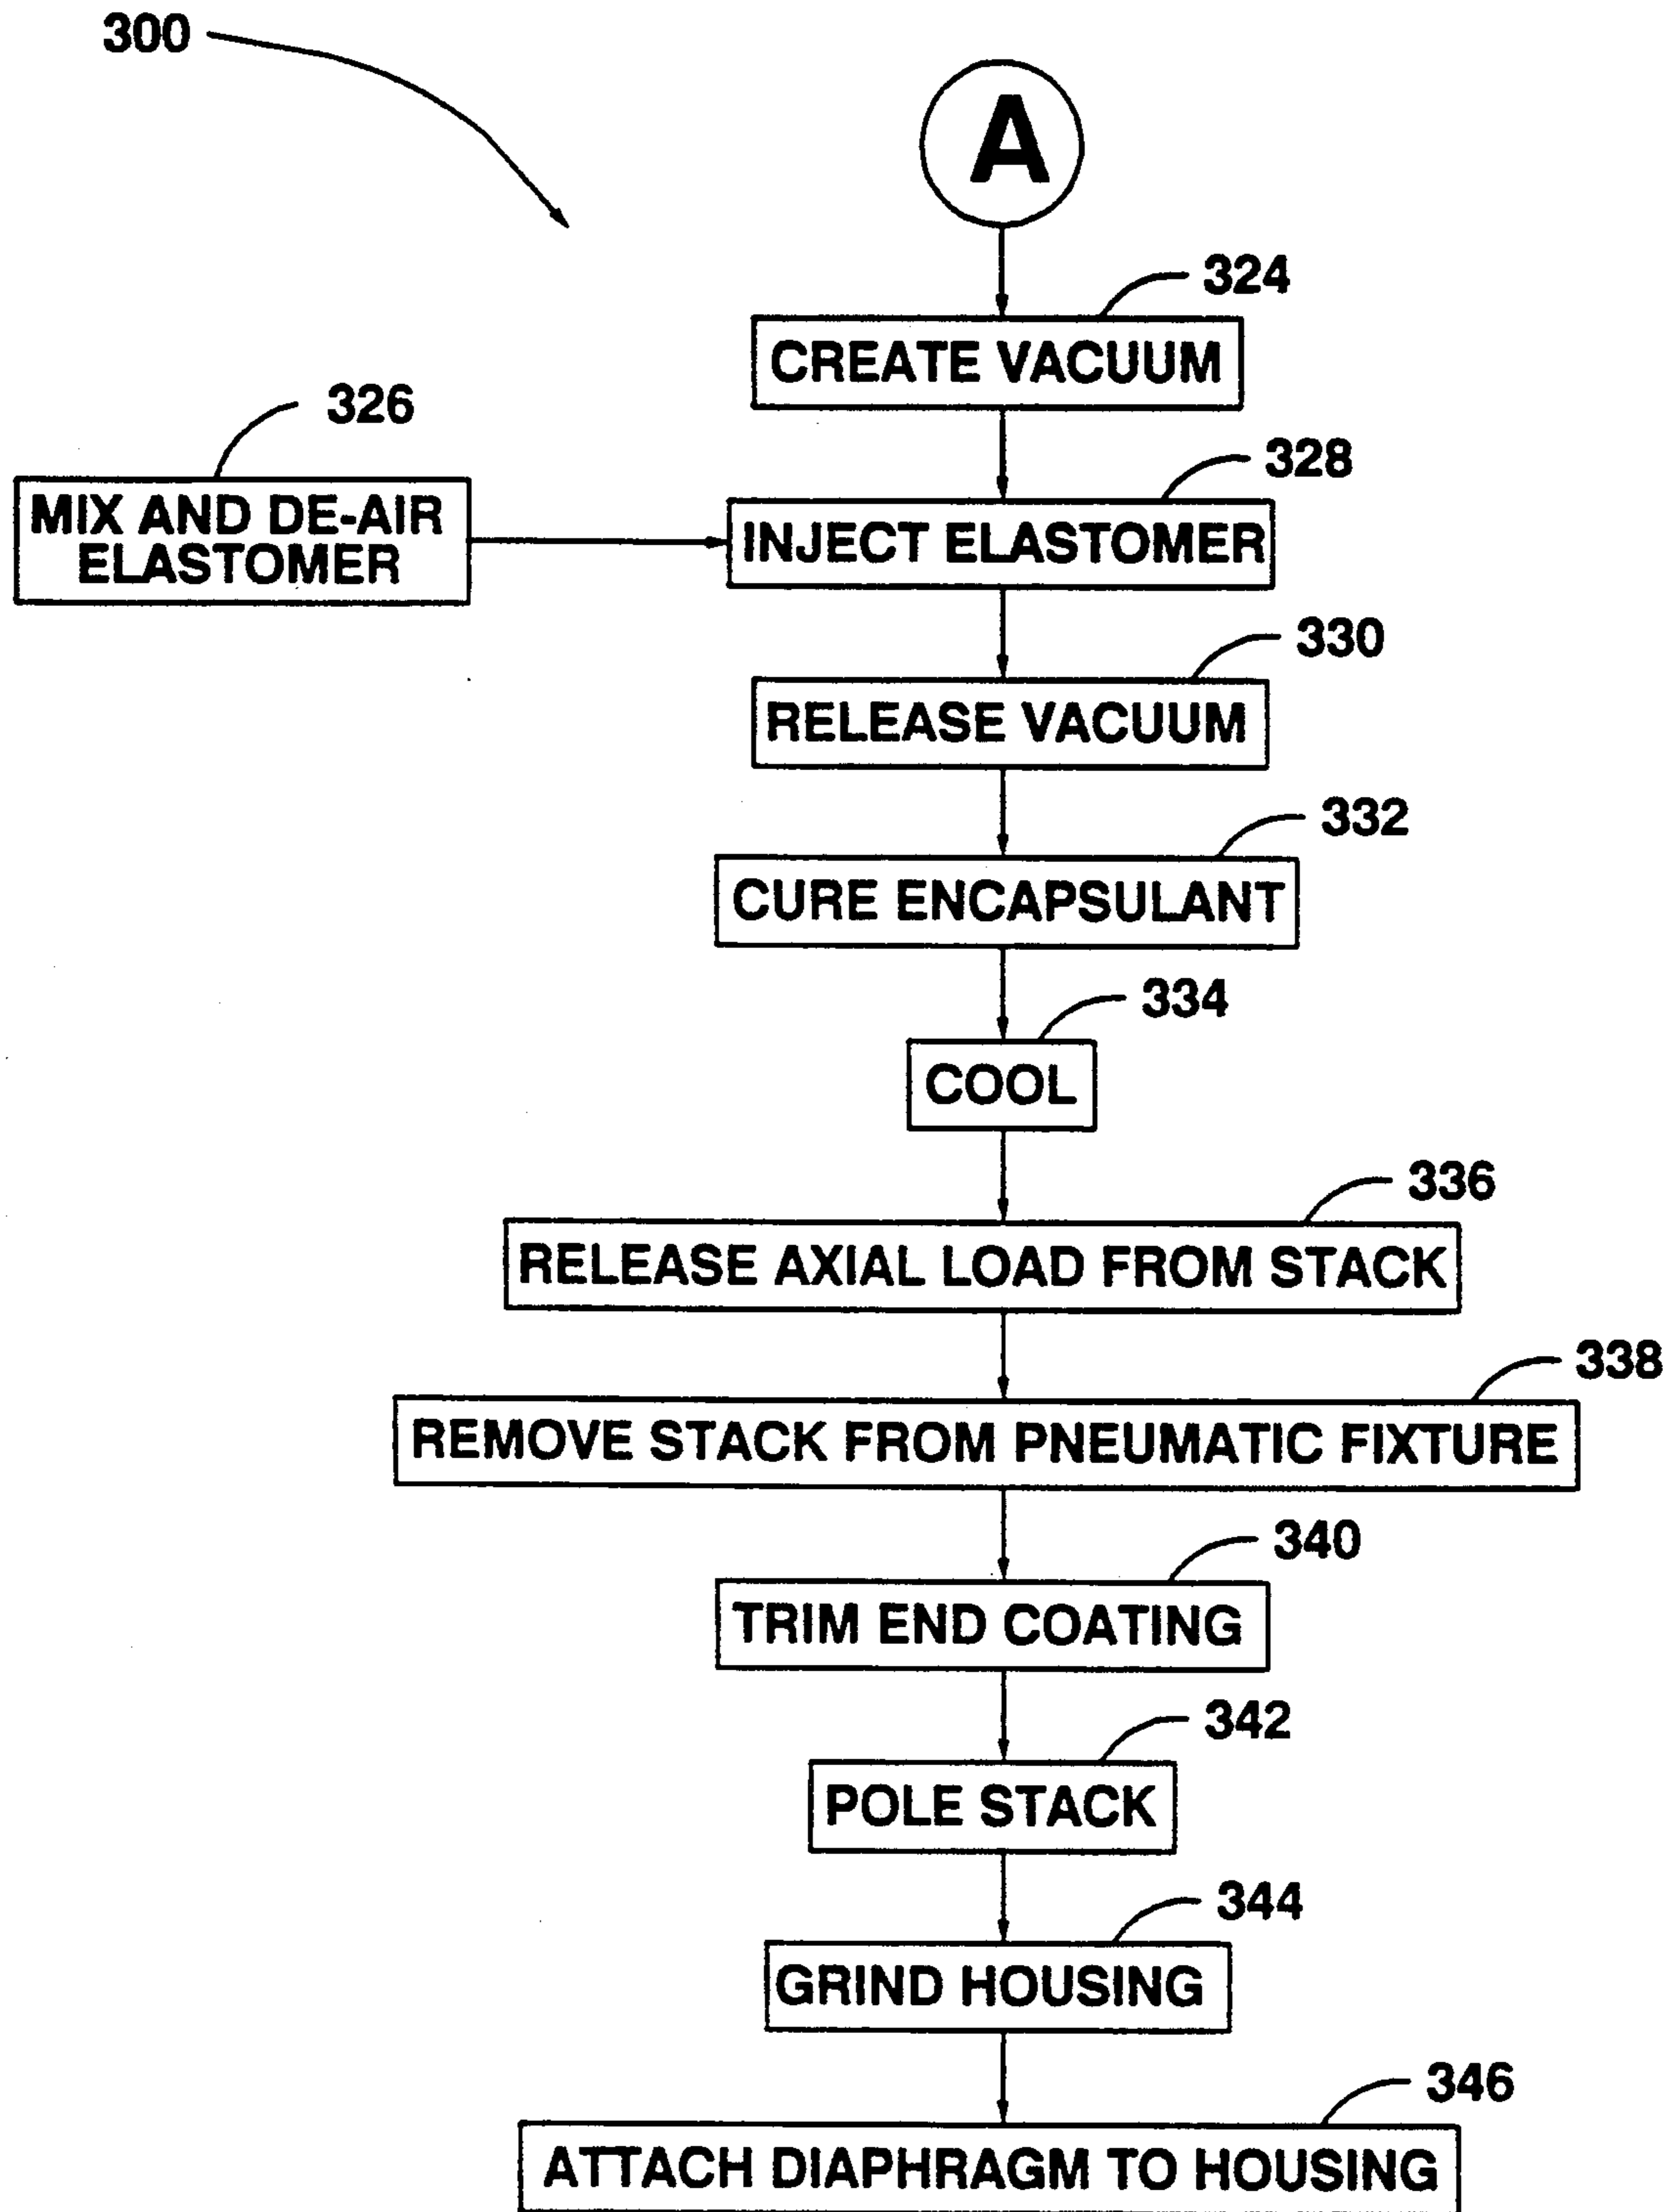 300
A
324
CREATE VACUUM
326
328
MIX AND DE-AIR
ELASTOMER
INJECT ELASTOMER
330
RELEASE VACUUM
332
CURE ENCAPSULANT
334
COOL
336
RELEASE AXIAL LOAD FROM STACK
338
REMOVE STACK FROM PNEUMATIC FIXTURE
340
TRIM END COATING
342
POLE STACK
344
GRIND HOUSING
346
ATTACH DIAPHRAGM TO HOUSING